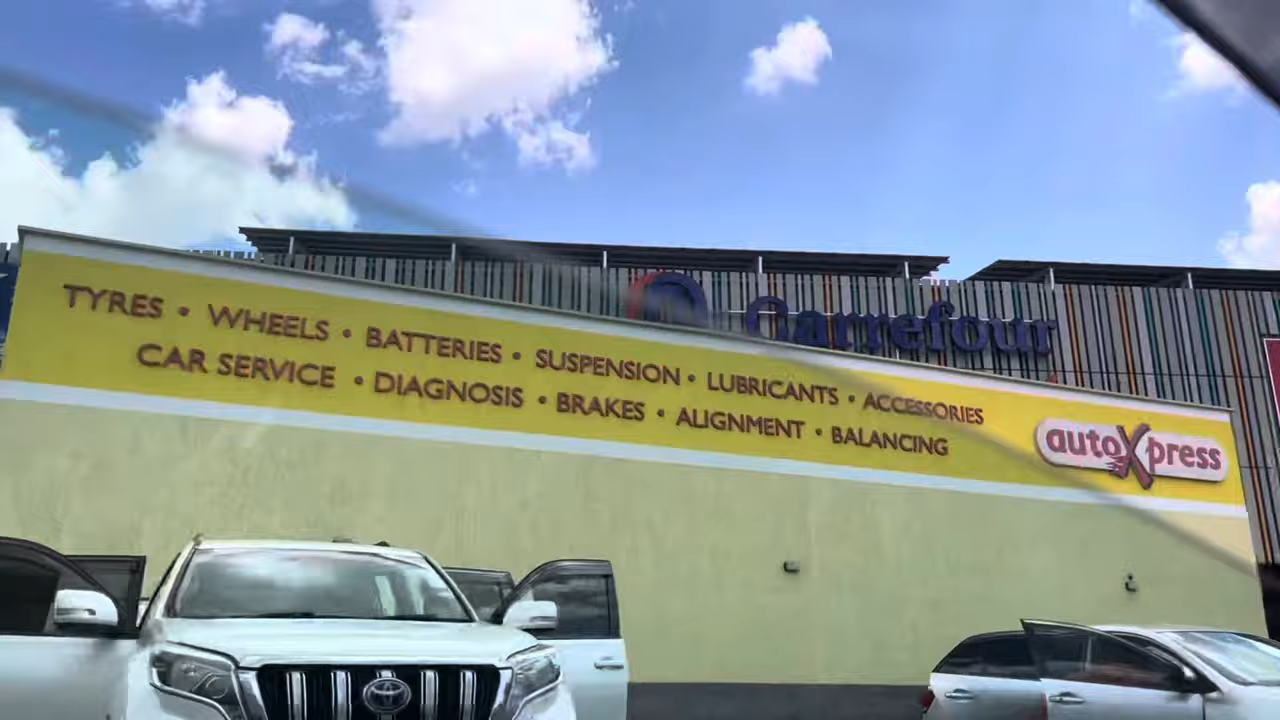 Carrefour
TYRES • WHEELS • BATTERIES • SUSPENSION • LUBRICANTS • ACCESSORIES
CAR SERVICE • DIAGNOSIS • BRAKES • ALIGNMENT • BALANCING
autoXpress